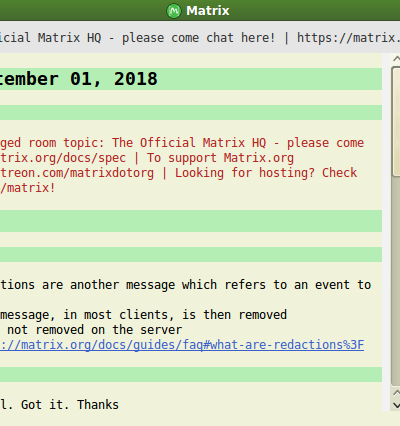 Matrix
icial Matrix HQ - please come chat here! | https://matrix.
tember 01, 2018
ged room topic: The Official Matrix HQ - please come
trix.org/docs/spec | To support Matrix.org
treon.com/matrixdotorg | Looking for hosting? Check
/matrix!
tions are another message which refers to an event to
message, in most clients, is then removed
not removed on the server
://matrix.org/docs/guides/faq#what-are-redactions%3F
l. Got it. Thanks